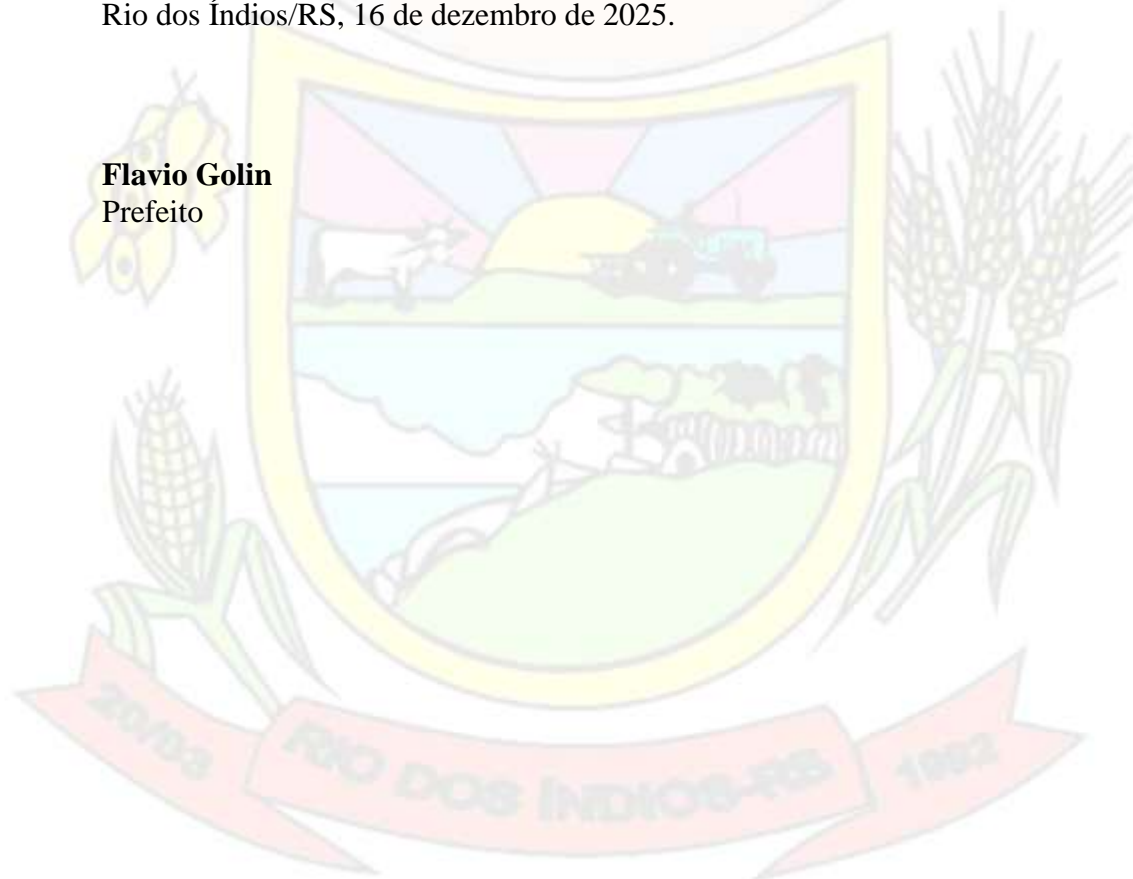 Rio dos Índios/RS, 16 de dezembro de 2025.
Flavio Golin
Prefeito
20/03
RIO DOS ÍNDIOS-RS
1992